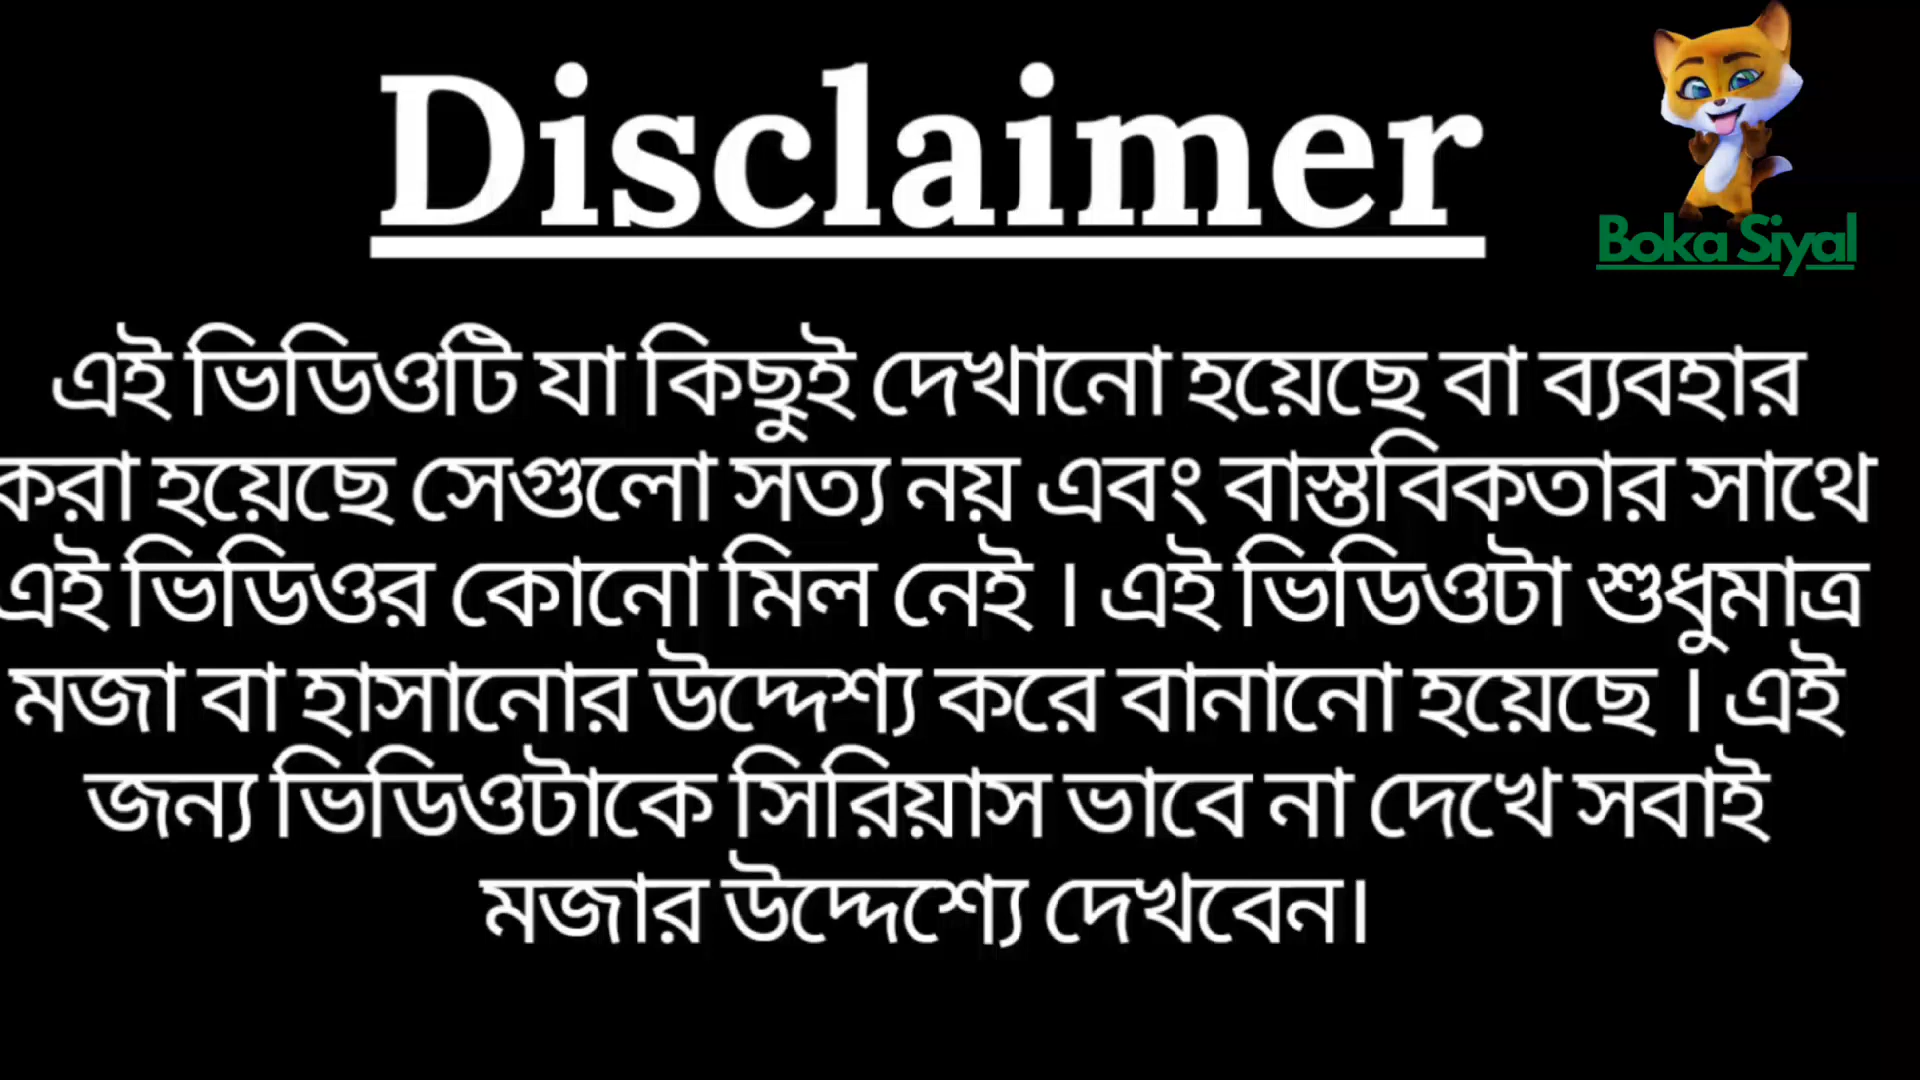 Disclaimer
Boka Siyal
এই ভিডিওটি যা কিছুই দেখানো হয়েছে বা ব্যবহার
করা হয়েছে সেগুলো সত্য নয় এবং বাস্তবিকতার সাথে
এই ভিডিওর কোনো মিল নেই । এই ভিডিওটা শুধুমাত্র
মজা বা হাসানোর উদ্দেশ্য করে বানানো হয়েছে । এই
জন্য ভিডিওটাকে সিরিয়াস ভাবে না দেখে সবাই
মজার উদ্দেশ্যে দেখবেন।